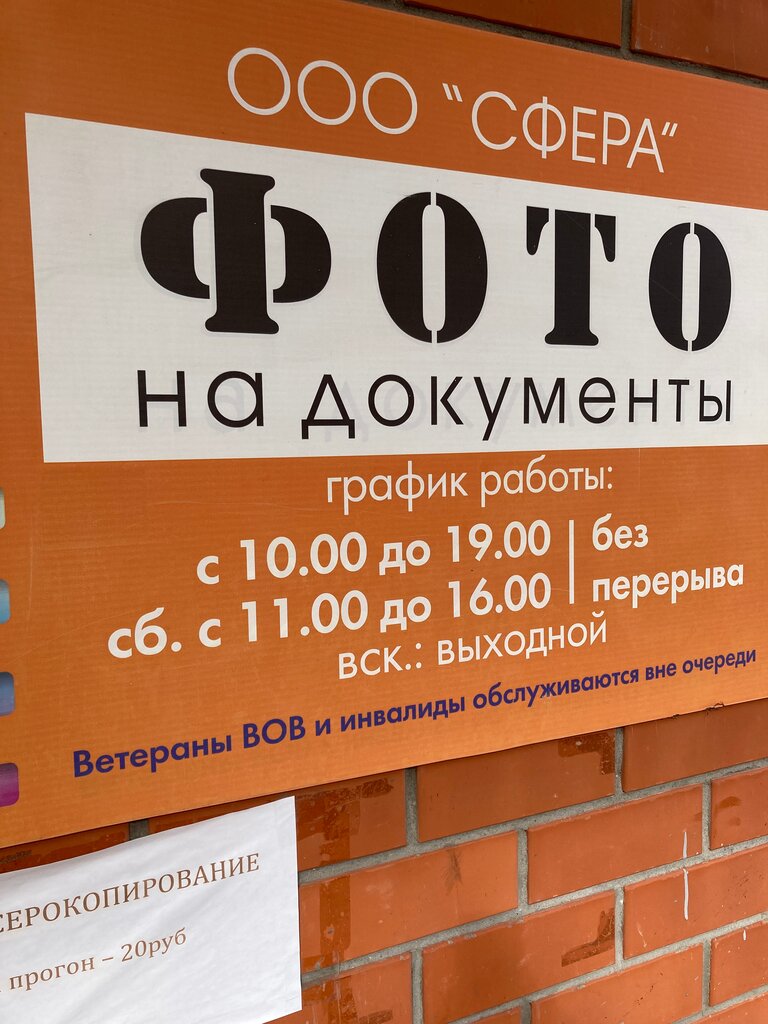 ООО "СФЕРА"
ФОТО
на документы
график работы:
с 10.00 до 19.00 | без
сб. с 11.00 до 16.00 | перерыва
вск.: выходной
Ветераны ВОВ и инвалиды обслуживаются вне очереди
СЕРОКОПИРОВАНИЕ
прогон – 20руб